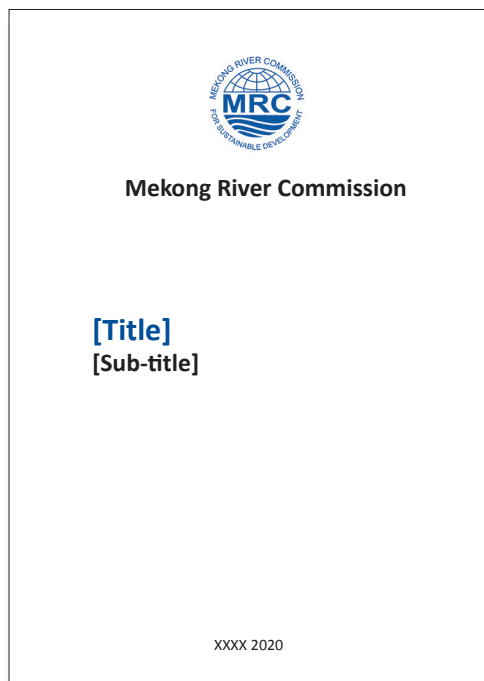 MEKONG RIVER COMMISSION
MRC
FOR SUSTAINABLE DEVELOPMENT
Mekong River Commission
[Title]
[Sub-title]
XXXX 2020